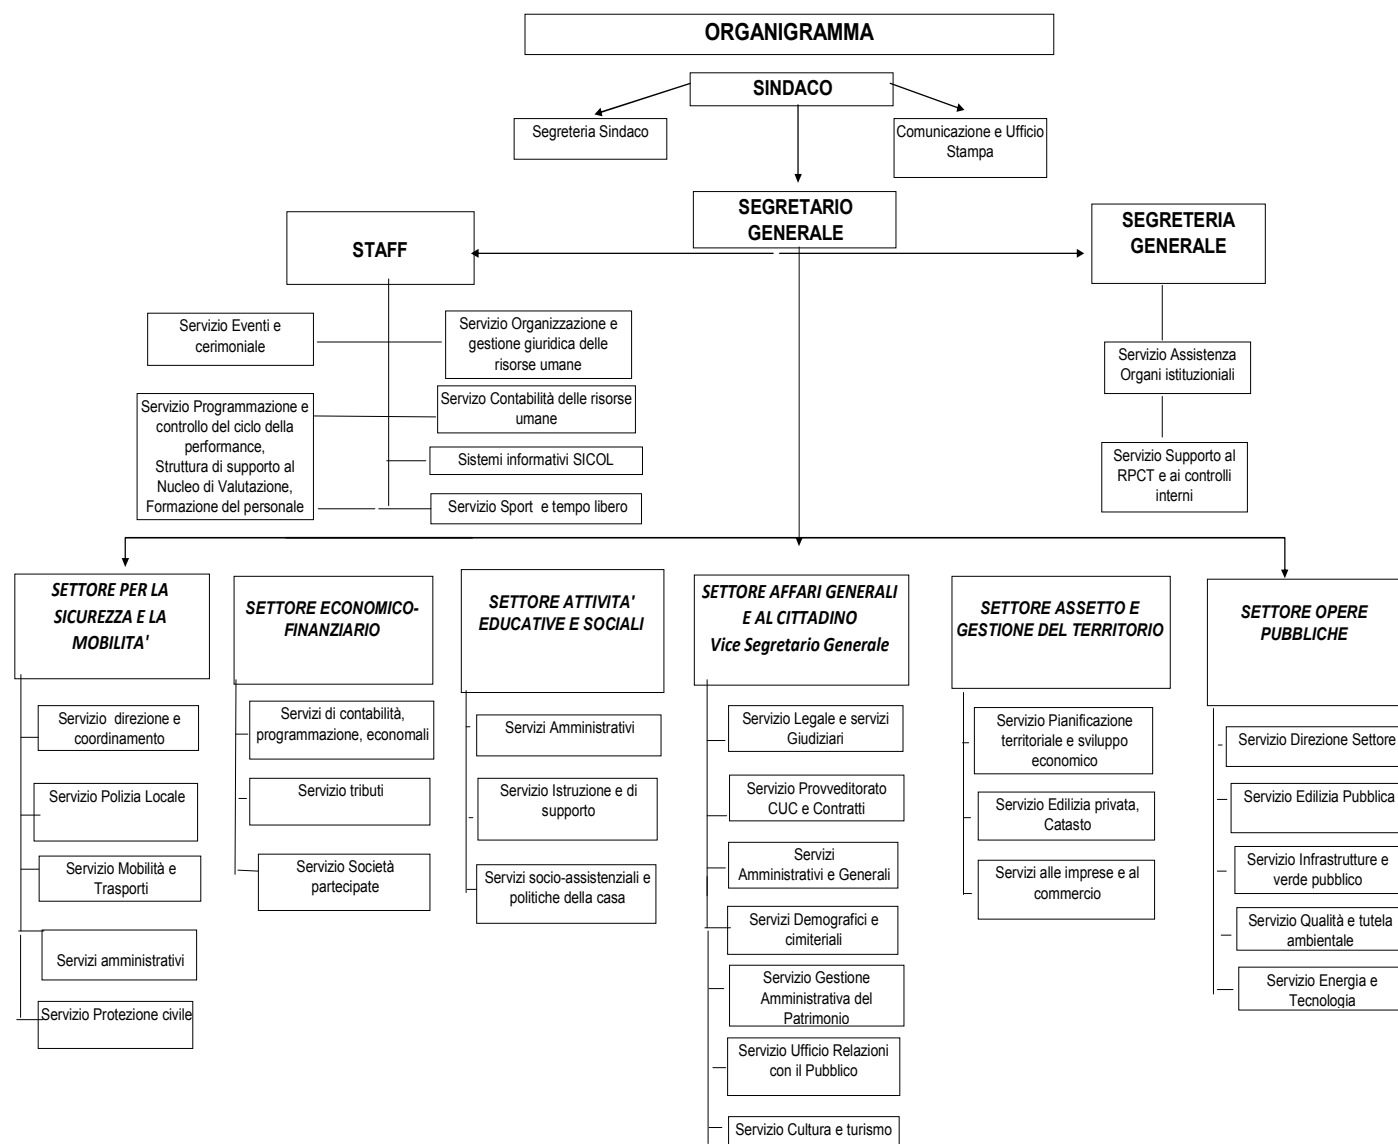 ORGANIGRAMMA
SINDACO
Segreteria Sindaco
Comunicazione e Ufficio
Stampa
SEGRETARIO
GENERALE
STAFF
SEGRETERIA
GENERALE
Servizio Eventi e
cerimoniale
Servizio Organizzazione e
gestione giuridica delle
risorse umane
Servizio Assistenza
Organi istituzioniali
Servizio Programmazione e
controllo del ciclo della
performance,
Struttura di supporto al
Nucleo di Valutazione,
Formazione del personale
Servizo Contabilità delle risorse
umane
Sistemi informativi SICOL
Servizio Sport e tempo libero
Servizio Supporto al
RPCT e ai controlli
interni
SETTORE PER LA
SICUREZZA E LA
MOBILITA'
Servizio direzione e
coordinamento
Servizio Polizia Locale
Servizio Mobilità e
Trasporti
Servizi amministrativi
Servizio Protezione civile
SETTORE ECONOMICO-
FINANZIARIO
Servizi di contabilità,
programmazione, economali
Servizio tributi
Servizio Società
partecipate
SETTORE ATTIVITA'
EDUCATIVE E SOCIALI
Servizi Amministrativi
Servizio Istruzione e di
supporto
Servizi socio-assistenziali e
politiche della casa
SETTORE AFFARI GENERALI
E AL CITTADINO
Vice Segretario Generale
Servizio Legale e servizi
Giudiziari
Servizio Provveditorato
CUC e Contratti
Servizi
Amministrativi e Generali
Servizi Demografici e
cimiteriali
Servizio Gestione
Amministrativa del
Patrimonio
Servizio Ufficio Relazioni
con il Pubblico
Servizio Cultura e turismo
SETTORE ASSETTO E
GESTIONE DEL TERRITORIO
Servizio Pianificazione
territoriale e sviluppo
economico
Servizio Edilizia privata,
Catasto
Servizi alle imprese e al
commercio
SETTORE OPERE
PUBBLICHE
Servizio Direzione Settore
Servizio Edilizia Pubblica
Servizio Infrastrutture e
verde pubblico
Servizio Qualità e tutela
ambientale
Servizio Energia e
Tecnologia